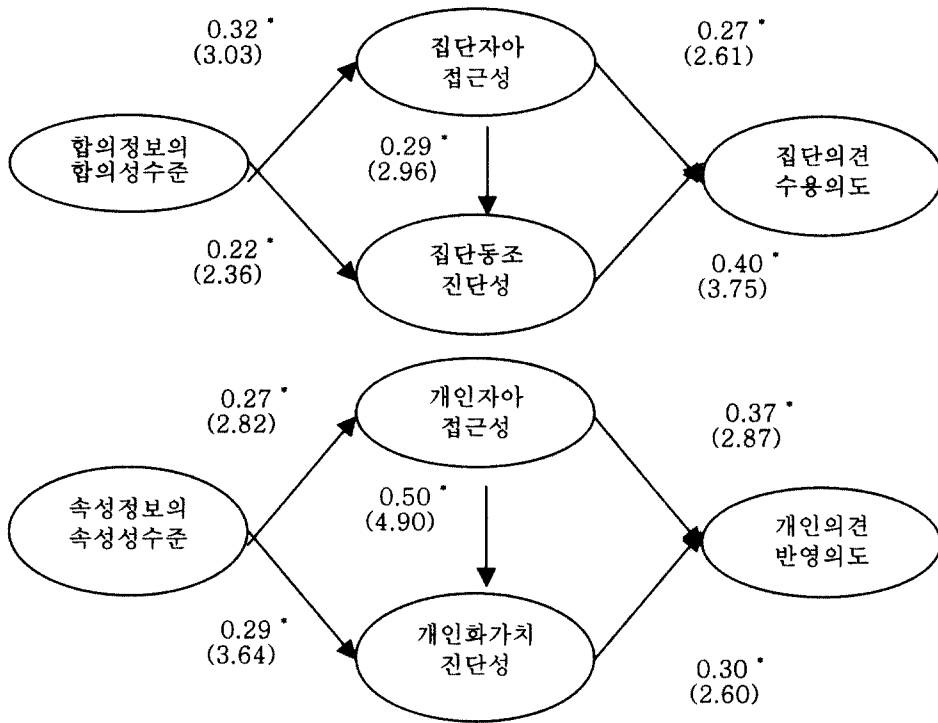 0.32 *
(3.03)
집단자아
접근성
0.27 *
(2.61)
합의정보의
합의성수준
0.29 *
(2.96)
집단의견
수용의도
0.22 *
(2.36)
집단동조
진단성
0.40 *
(3.75)
0.27 *
(2.82)
개인자아
접근성
0.37 *
(2.87)
속성정보의
속성성수준
0.50 *
(4.90)
개인의견
반영의도
0.29 *
(3.64)
개인화가치
진단성
0.30 *
(2.60)